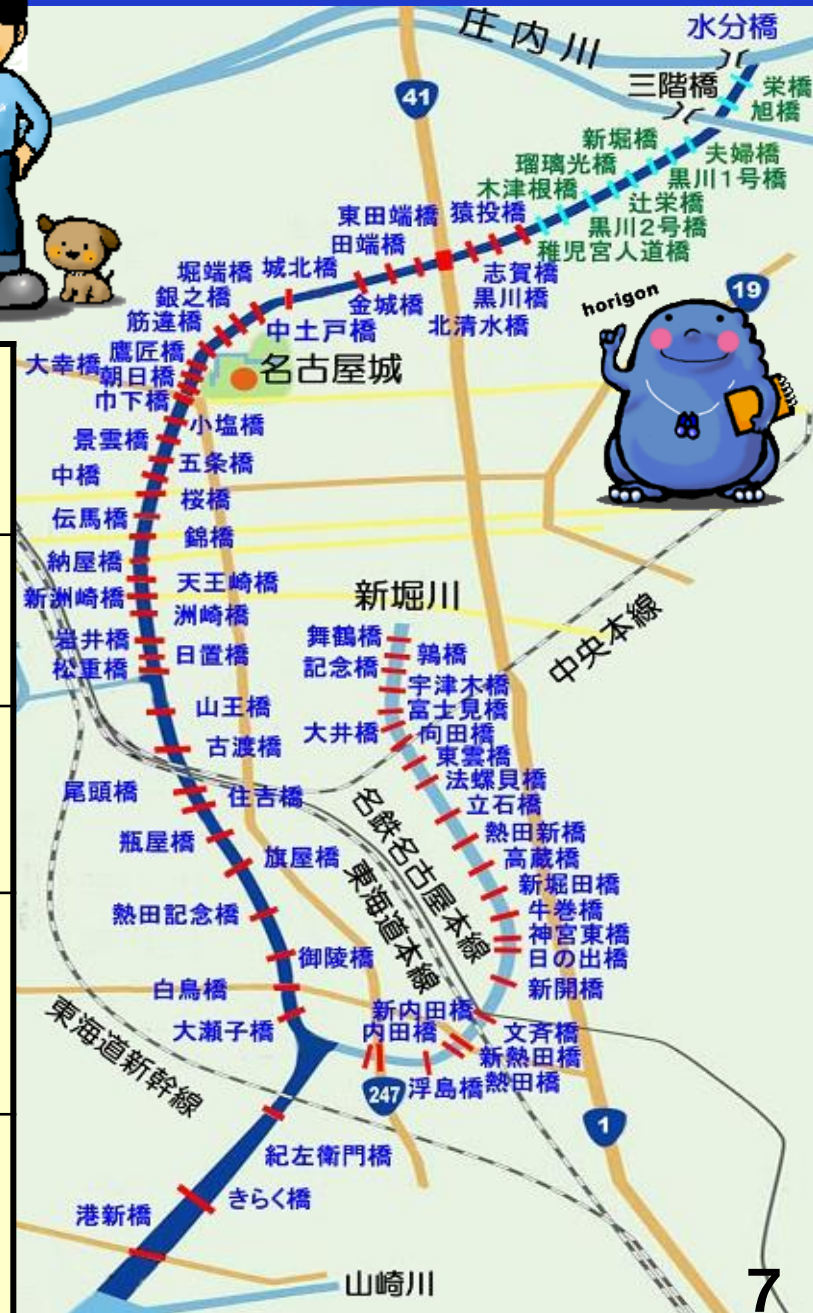 庄内川
水分橋
三階橋
栄橋
旭橋
41
新堀橋
夫婦橋
瑠璃光橋
黒川1号橋
木津根橋
辻栄橋
東田端橋
猿投橋
黒川2号橋
田端橋
稚児宮人道橋
堀端橋
城北橋
志賀橋
銀之橋
金城橋
黒川橋
horigon
19
筋違橋
中土戸橋
北清水橋
鷹匠橋
大幸橋
朝日橋
名古屋城
巾下橋
小塩橋
景雲橋
五条橋
中橋
桜橋
伝馬橋
錦橋
納屋橋
天王崎橋
新洲崎橋
新堀川
洲崎橋
岩井橋
日置橋
松重橋
舞鶴橋
鶉橋
記念橋
中央本線
宇津木橋
富士見橋
山王橋
大井橋
向田橋
古渡橋
東雲橋
法螺貝橋
尾頭橋
住吉橋
立石橋
名鉄名古屋本線
熱田新橋
瓶屋橋
旗屋橋
高蔵橋
東海道本線
新堀田橋
熱田記念橋
牛巻橋
神宮東橋
御陵橋
日の出橋
白鳥橋
新開橋
東海道新幹線
新内田橋
大瀬子橋
内田橋
文斉橋
新熱田橋
247
浮島橋
熱田橋
1
紀左衛門橋
きらく橋
港新橋
山崎川
7